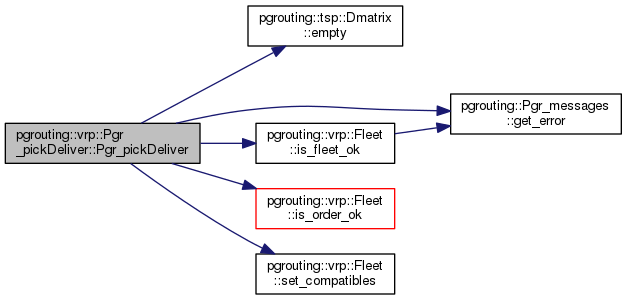 pgrouting::tsp::Dmatrix
::empty
pgrouting::Pgr_messages
::get_error
pgrouting::vrp::Pgr
_pickDeliver::Pgr_pickDeliver
pgrouting::vrp::Fleet
::is_fleet_ok
pgrouting::vrp::Fleet
::is_order_ok
pgrouting::vrp::Fleet
::set_compatibles